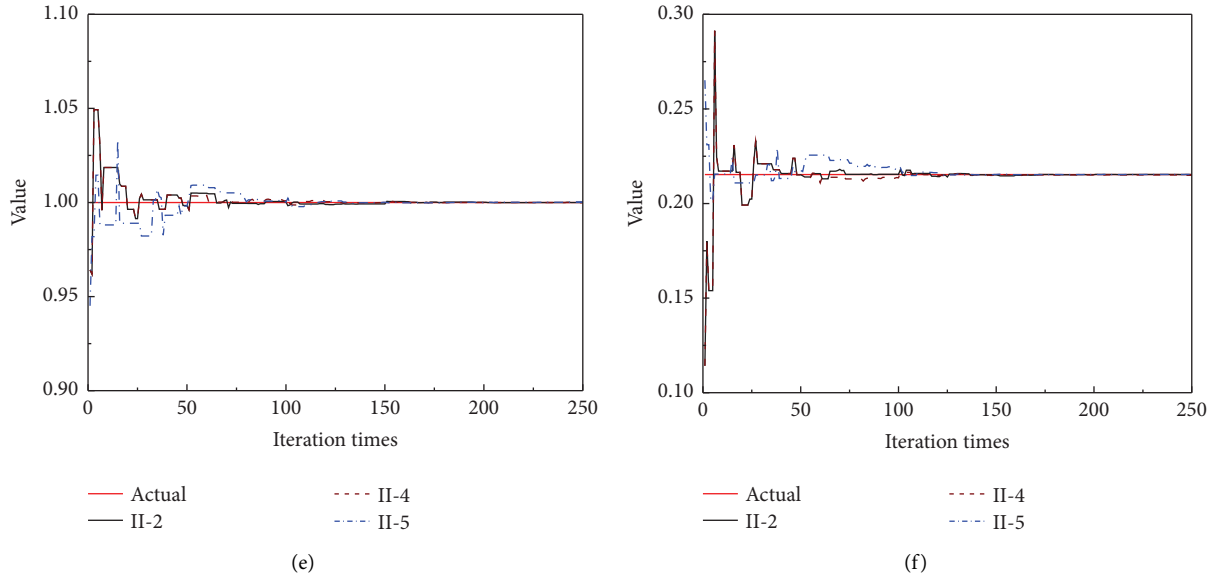 1.10
1.05
1.00
0.95
0.90
Value
0 50 100 150 200 250
Iteration times
Actual II-4
II-2 II-5
(e)
0.30
0.25
0.20
0.15
0.10
Value
0 50 100 150 200 250
Iteration times
Actual II-4
II-2 II-5
(f)